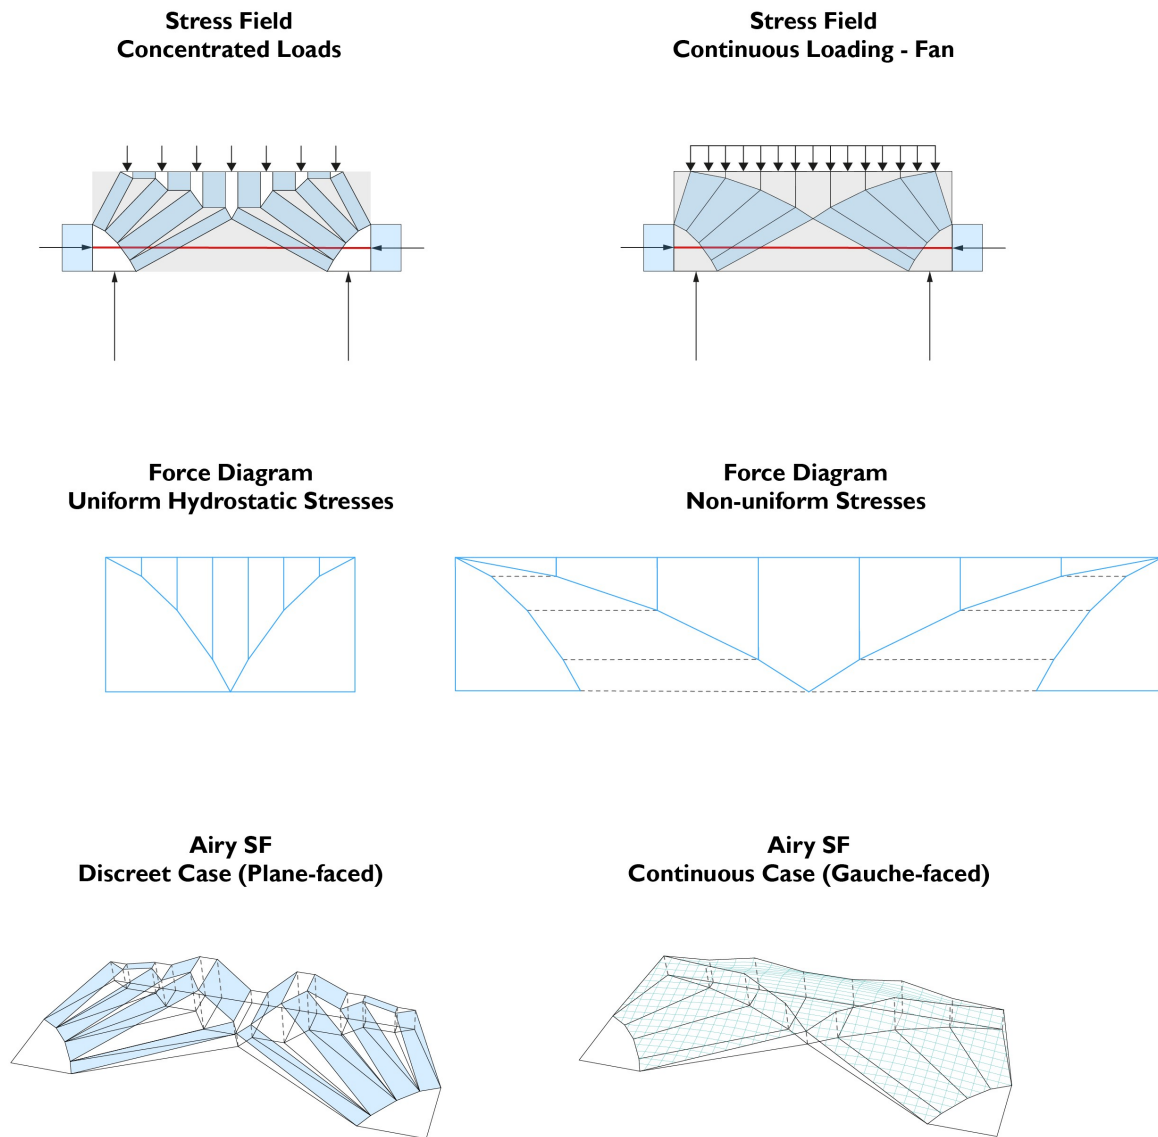 Stress Field
Concentrated Loads
Stress Field
Continuous Loading - Fan
Force Diagram
Uniform Hydrostatic Stresses
Force Diagram
Non-uniform Stresses
Airy SF
Discreet Case (Plane-faced)
Airy SF
Continuous Case (Gauche-faced)